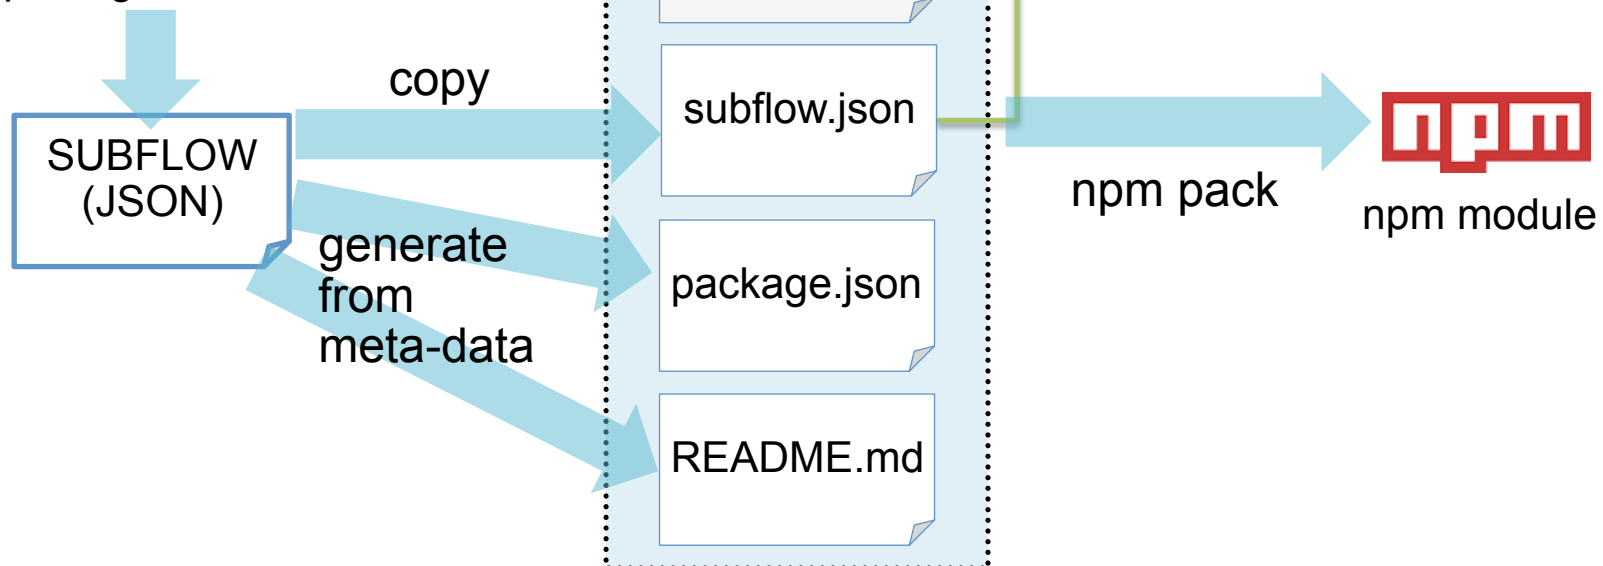 copy
subflow.json
SUBFLOW
(JSON)
npm
npm pack
npm module
generate
from
meta-data
package.json
README.md